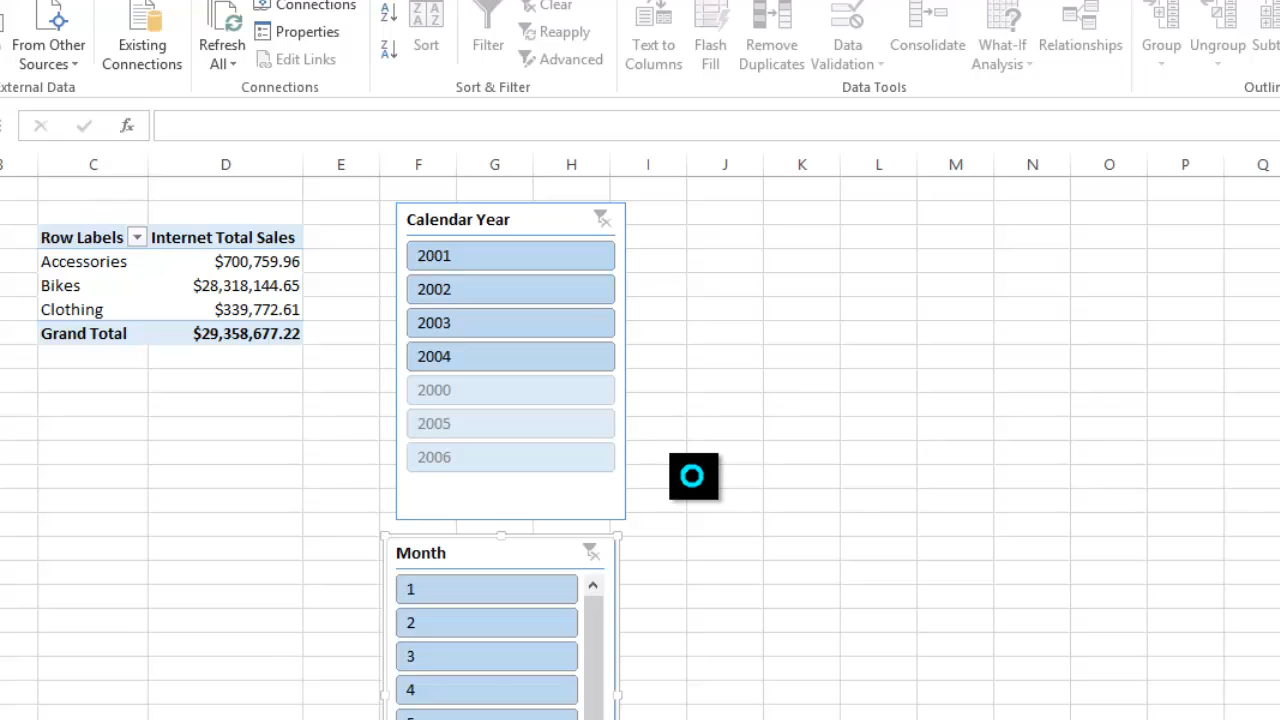 Connections
Clear
From Other
Sources
Existing
Connections
Refresh
All
Properties
Edit Links
Sort
Filter
Reapply
Advanced
Text to
Columns
Flash
Fill
Remove
Duplicates
Data
Validation
Consolidate
What-If
Analysis
Relationships
Group
Ungroup
Subt
xternal Data
Connections
Sort & Filter
Data Tools
Outlin
fx
C D E F G H I J K L M N O P Q
Row Labels Internet Total Sales
Accessories $700,759.96
Bikes $28,318,144.65
Clothing $339,772.61
Grand Total $29,358,677.22
Calendar Year
2001
2002
2003
2004
2000
2005
2006
Month
1
2
3
4